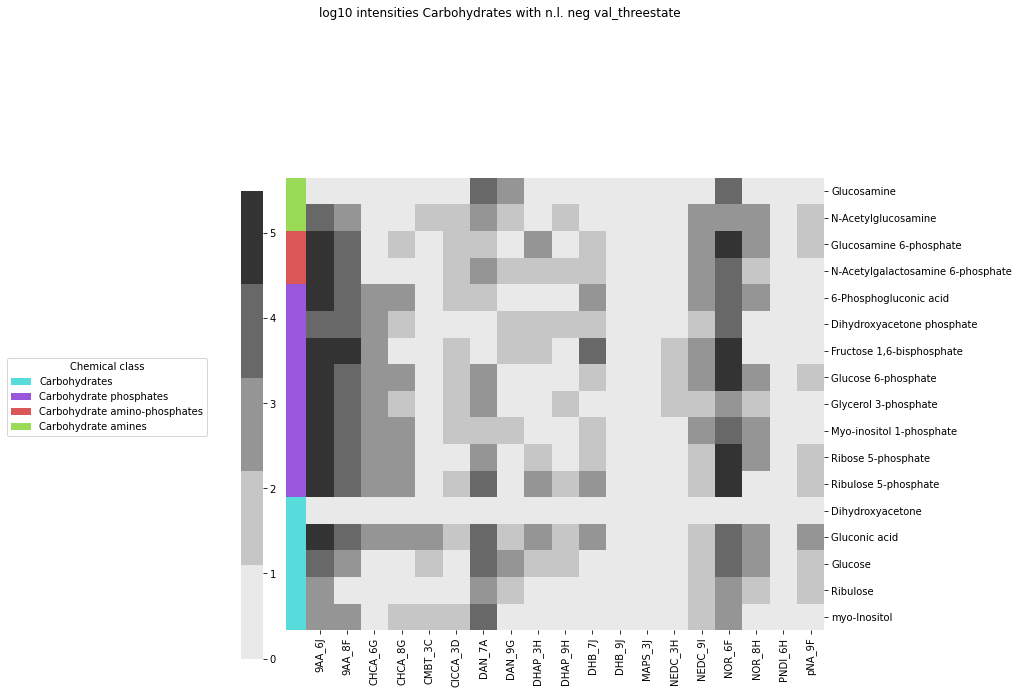 log10 intensities Carbohydrates with n.l. neg val_threestate
Glucosamine
N-Acetylglucosamine
Glucosamine 6-phosphate
N-Acetylgalactosamine 6-phosphate
6-Phosphogluconic acid
Dihydroxyacetone phosphate
Fructose 1,6-bisphosphate
Glucose 6-phosphate
Glycerol 3-phosphate
Myo-inositol 1-phosphate
Ribose 5-phosphate
Ribulose 5-phosphate
Dihydroxyacetone
Gluconic acid
Glucose
Ribulose
myo-Inositol
5
4
3
2
1
0
Chemical class
Carbohydrates
Carbohydrate phosphates
Carbohydrate amino-phosphates
Carbohydrate amines
9AA_6J
9AA_8F
CHCA_6G
CHCA_8G
CMBT_3C
ClCCA_3D
DAN_7A
DAN_9G
DHAP_3H
DHAP_9H
DHB_7J
DHB_9J
MAPS_3J
NEDC_3H
NEDC_9I
NOR_6F
NOR_8H
PNDI_6H
pNA_9F